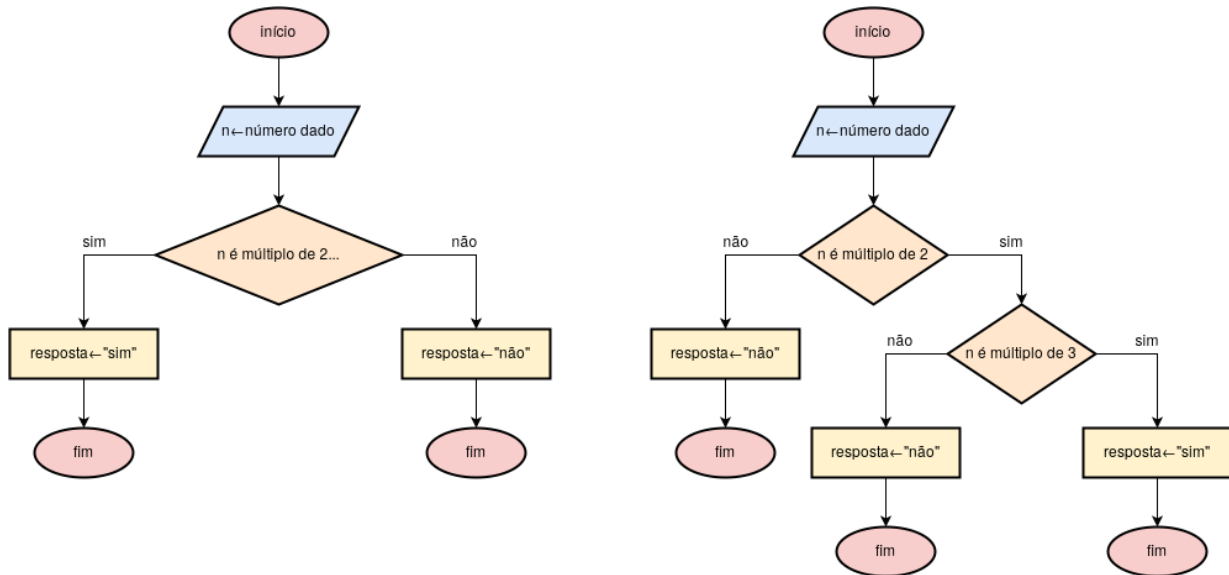 início
n←número dado
n é múltiplo de 2...
sim
não
resposta←"sim"
resposta←"não"
fim
fim
início
n←número dado
n é múltiplo de 2
não
sim
resposta←"não"
n é múltiplo de 3
não
sim
fim
resposta←"não"
resposta←"sim"
fim
fim